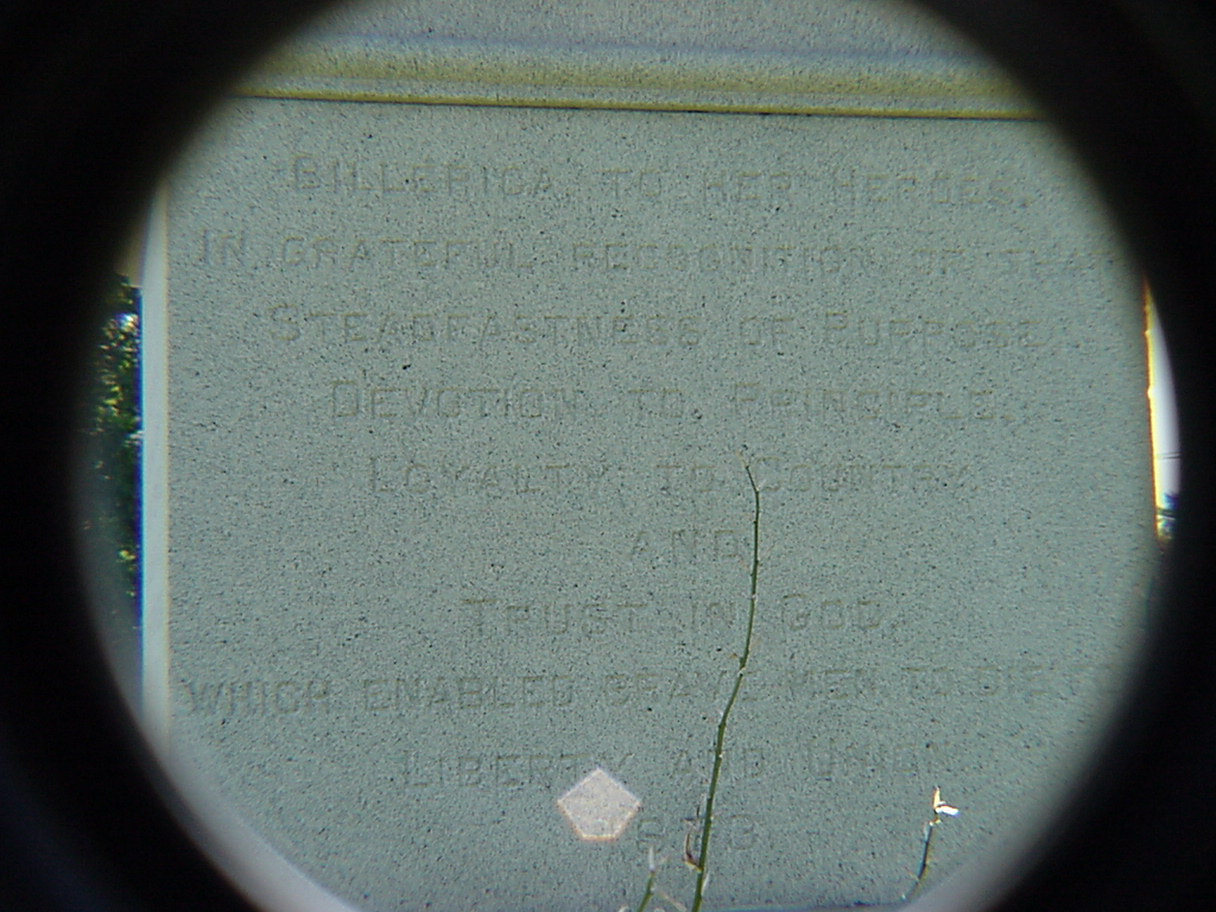 BILLERICA, TO HER HEROES,
IN GRATEFUL RECOGNITION OF THAT
STEADFASTNESS OF PURPOSE,
DEVOTION TO PRINCIPLE,
LOYALTY TO COUNTRY,
AND
TRUST IN GOD,
WHICH ENABLED BRAVE MEN TO DIE
LIBERTY AND UNION.